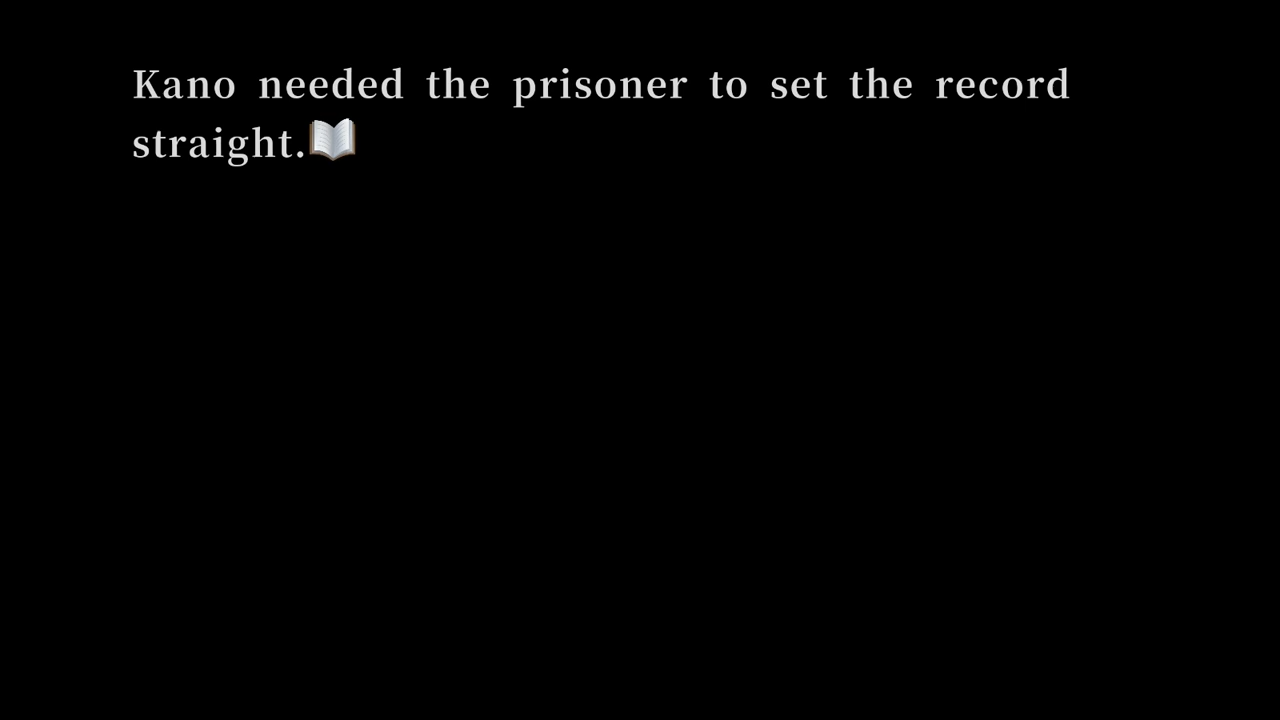 Kano needed the prisoner to set the record
straight.